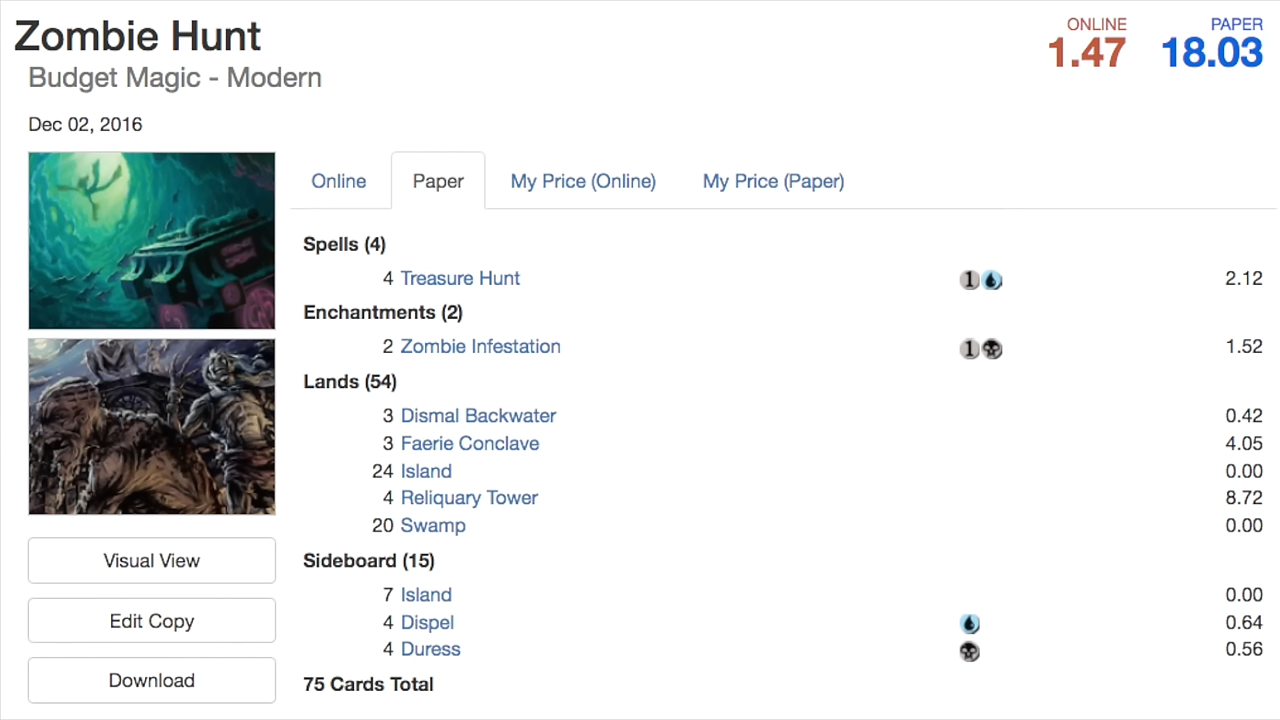 Zombie Hunt
Budget Magic - Modern
ONLINE
1.47
PAPER
18.03
Dec 02, 2016
Online Paper My Price (Online) My Price (Paper)
Spells (4)
4 Treasure Hunt 1 2.12
Enchantments (2)
2 Zombie Infestation 1 1.52
Lands (54)
3 Dismal Backwater 0.42
3 Faerie Conclave 4.05
24 Island 0.00
4 Reliquary Tower 8.72
20 Swamp 0.00
Sideboard (15)
7 Island 0.00
4 Dispel 0.64
4 Duress 0.56
75 Cards Total
Visual View
Edit Copy
Download